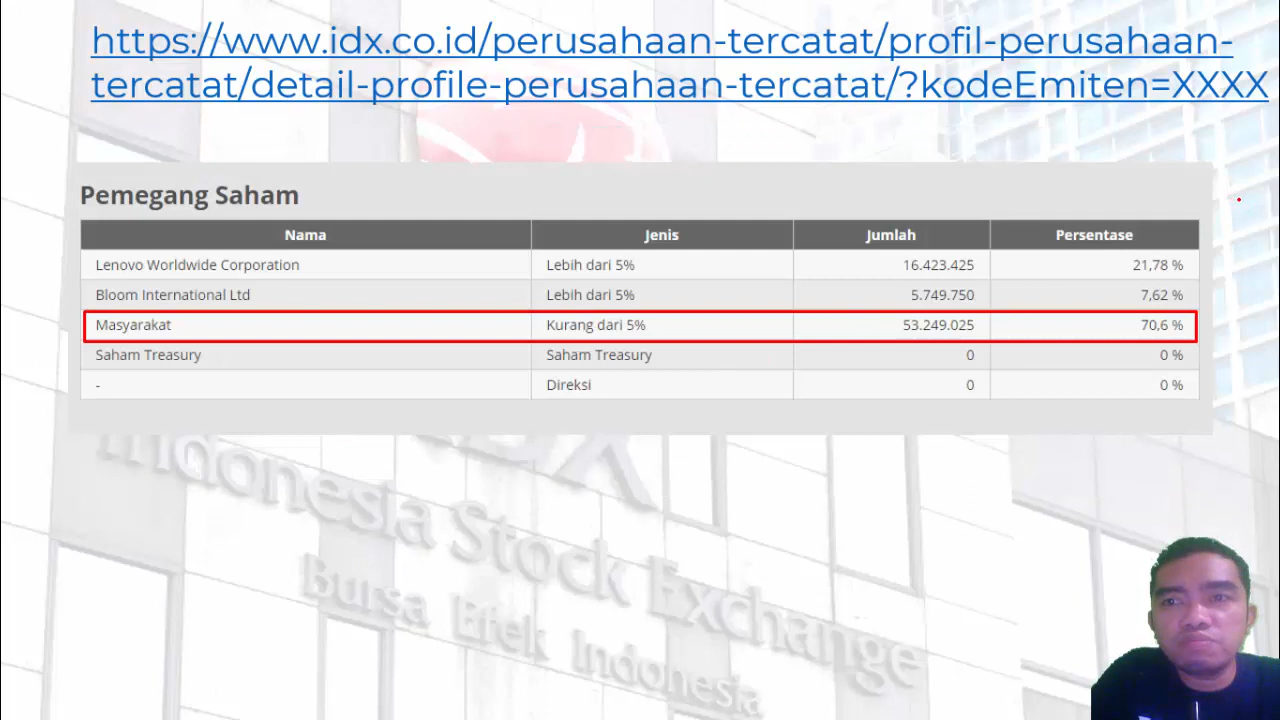 https://www.idx.co.id/perusahaan-tercatat/profil-perusahaan-
tercatat/detail-profile-perusahaan-tercatat/?kodeEmiten=XXXX
Pemegang Saham
Nama Jenis Jumlah Persentase
Lenovo Worldwide Corporation Lebih dari 5% 16.423.425 21,78 %
Bloom International Ltd Lebih dari 5% 5.749.750 7,62 %
Masyarakat Kurang dari 5% 53.249.025 70,6 %
Saham Treasury Saham Treasury 0 0 %
- Direksi 0 0 %
IDX
Indonesia Stock Exchange
Bursa Efek Indonesia